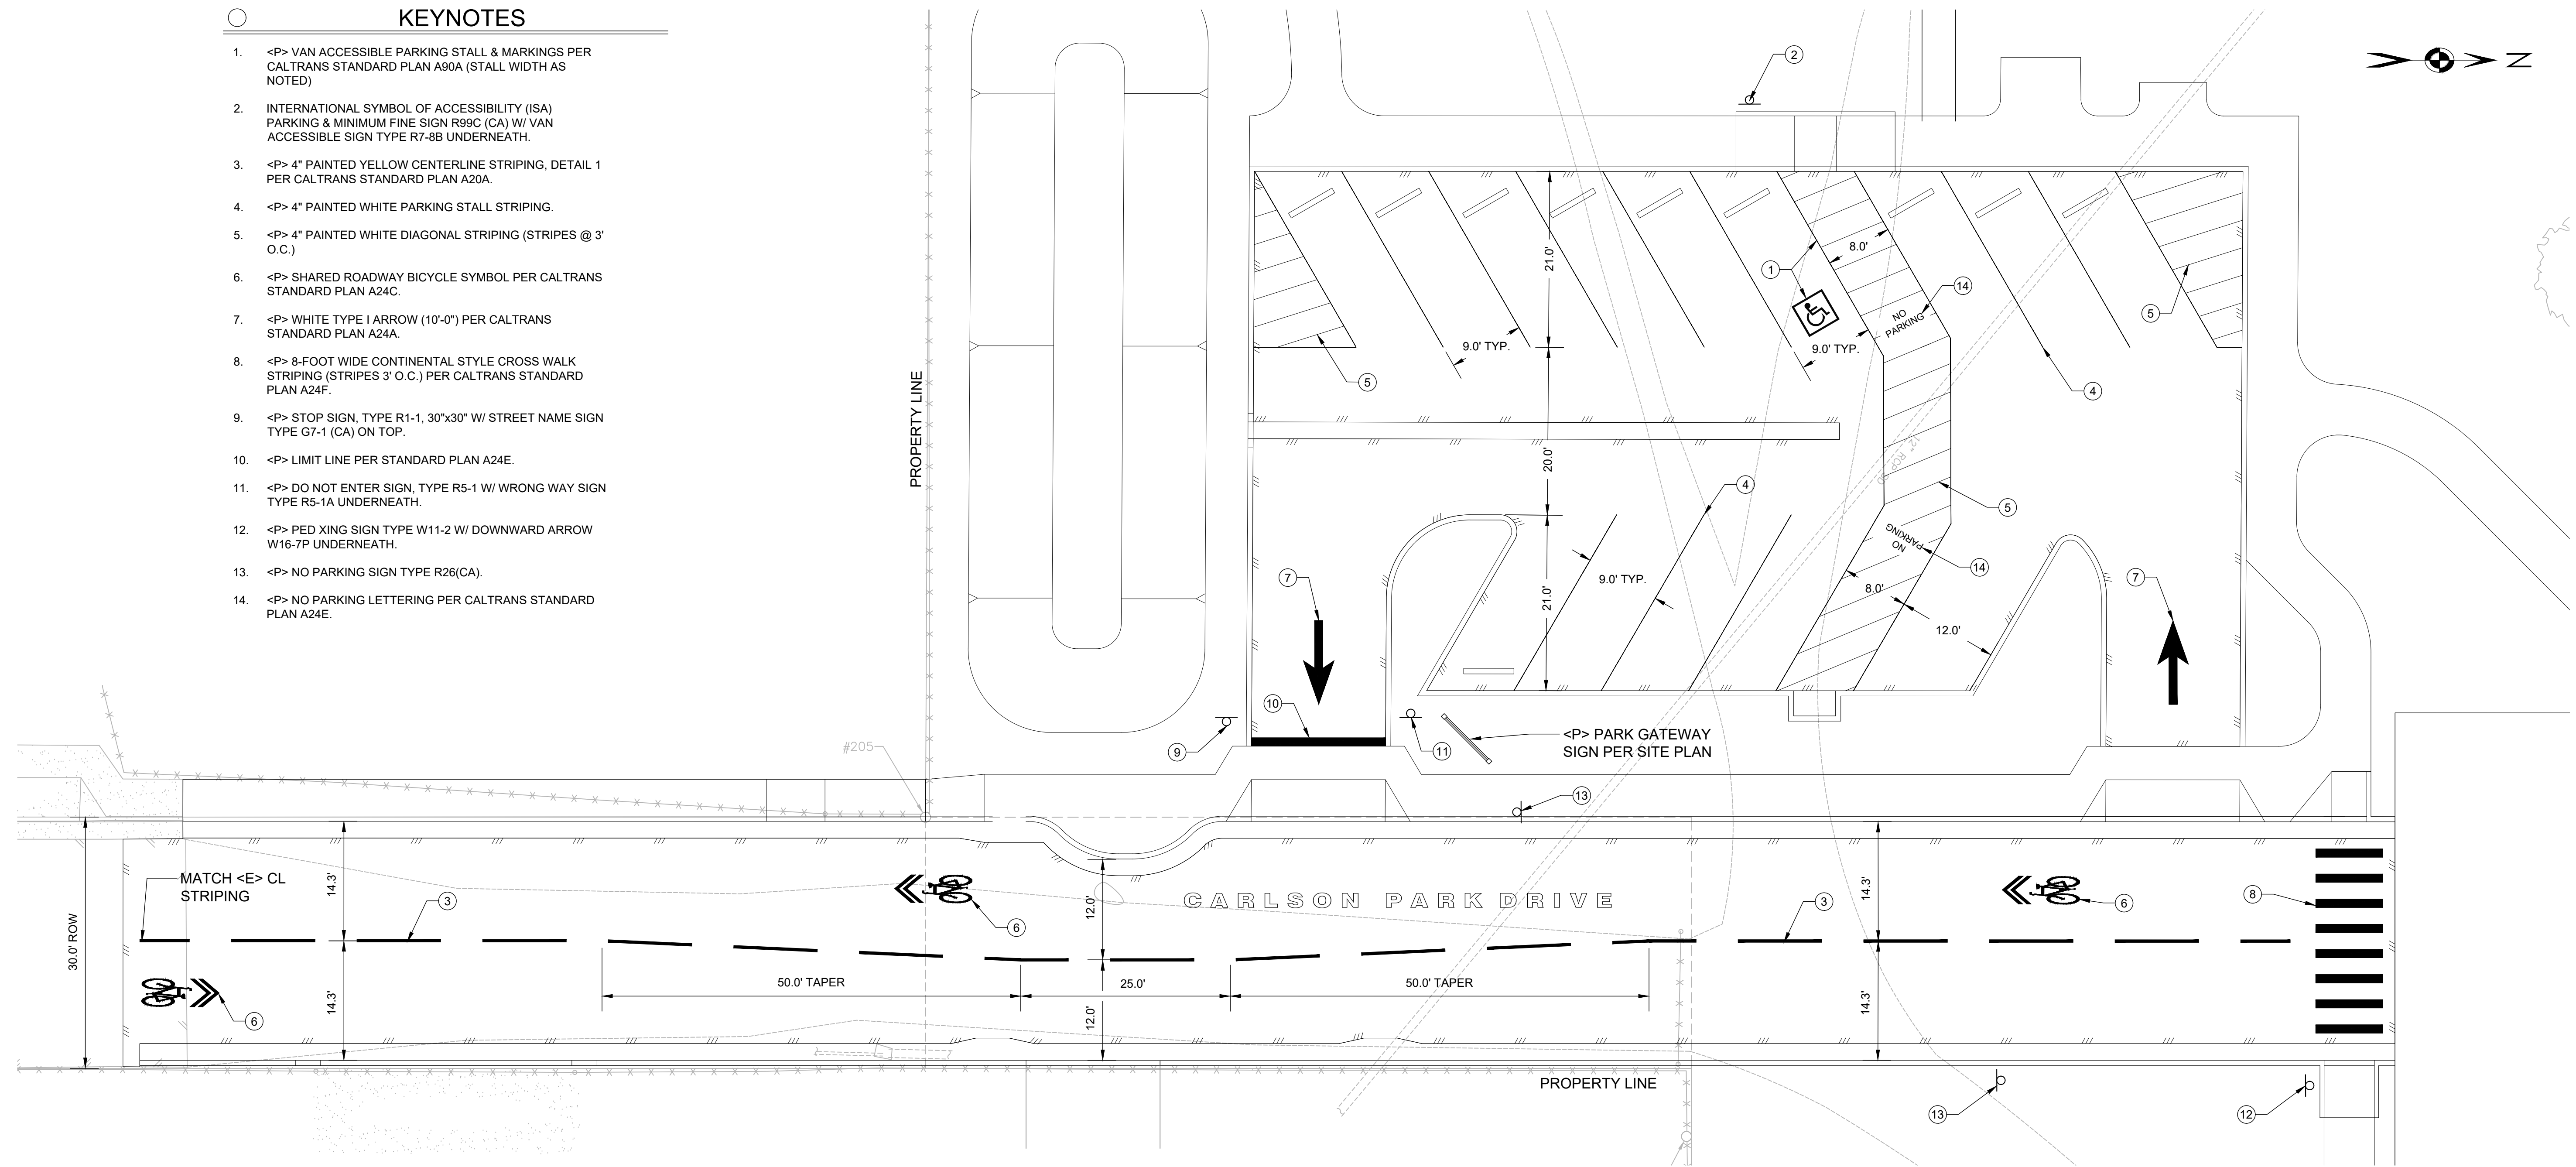 KEYNOTES
1. <P> VAN ACCESSIBLE PARKING STALL & MARKINGS PER
CALTRANS STANDARD PLAN A90A (STALL WIDTH AS
NOTED)
2. INTERNATIONAL SYMBOL OF ACCESSIBILITY (ISA)
PARKING & MINIMUM FINE SIGN R99C (CA) W/ VAN
ACCESSIBLE SIGN TYPE R7-8B UNDERNEATH.
3. <P> 4" PAINTED YELLOW CENTERLINE STRIPING, DETAIL 1
PER CALTRANS STANDARD PLAN A20A.
4. <P> 4" PAINTED WHITE PARKING STALL STRIPING.
5. <P> 4" PAINTED WHITE DIAGONAL STRIPING (STRIPES @ 3'
O.C.)
6. <P> SHARED ROADWAY BICYCLE SYMBOL PER CALTRANS
STANDARD PLAN A24C.
7. <P> WHITE TYPE I ARROW (10'-0") PER CALTRANS
STANDARD PLAN A24A.
8. <P> 8-FOOT WIDE CONTINENTAL STYLE CROSS WALK
STRIPING (STRIPES 3' O.C.) PER CALTRANS STANDARD
PLAN A24F.
9. <P> STOP SIGN, TYPE R1-1, 30"x30" W/ STREET NAME SIGN
TYPE G7-1 (CA) ON TOP.
10. <P> LIMIT LINE PER STANDARD PLAN A24E.
11. <P> DO NOT ENTER SIGN, TYPE R5-1 W/ WRONG WAY SIGN
TYPE R5-1A UNDERNEATH.
12. <P> PED XING SIGN TYPE W11-2 W/ DOWNWARD ARROW
W16-7P UNDERNEATH.
13. <P> NO PARKING SIGN TYPE R26(CA).
14. <P> NO PARKING LETTERING PER CALTRANS STANDARD
PLAN A24E.
2
N
PROPERTY LINE
21.0'
8.0'
1
14
NO
PARKING
5
9.0' TYP.
9.0' TYP.
5
4
20.0'
12" RCP
4
5
NO
PARKING
14
7
9.0' TYP.
21.0'
8.0'
12.0'
7
10
9
11
<P> PARK GATEWAY
SIGN PER SITE PLAN
#205
13
MATCH <E> CL
STRIPING
14.3'
3
6
12.0'
CARLSON PARK DRIVE
14.3'
3
6
8
30.0' ROW
6
14.3'
50.0' TAPER
25.0'
12.0'
50.0' TAPER
14.3'
PROPERTY LINE
13
12